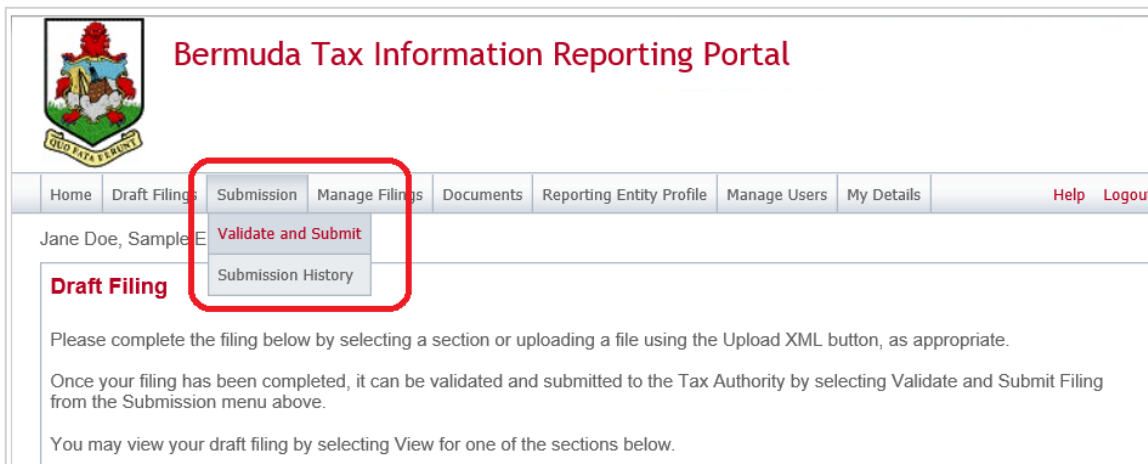 Bermuda Tax Information Reporting Portal
QUO FATA FERUNT
Home Draft Filings Submission Manage Filings Documents Reporting Entity Profile Manage Users My Details Help Logout
Jane Doe, Sample E
Validate and Submit
Submission History
Draft Filing
Please complete the filing below by selecting a section or uploading a file using the Upload XML button, as appropriate.
Once your filing has been completed, it can be validated and submitted to the Tax Authority by selecting Validate and Submit Filing
from the Submission menu above.
You may view your draft filing by selecting View for one of the sections below.